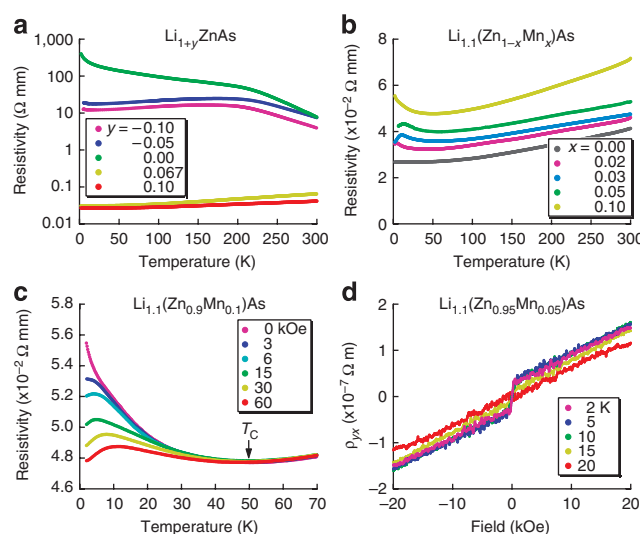 a
Li1+yZnAs
Resistivity (Ω mm)
1,000
100
10
1
0.1
0.01
y = −0.10
−0.05
0.00
0.067
0.10
0 50 100 150 200 250 300
Temperature (K)
b
Li1.1(Zn1−xMnx)As
Resistivity (x10−2 Ω mm)
8
6
4
2
0
x = 0.00
0.02
0.03
0.05
0.10
0 50 100 150 200 250 300
Temperature (K)
c
Li1.1(Zn0.9Mn0.1)As
Resistivity (x10−2 Ω mm)
5.8
5.6
5.4
5.2
5.0
4.8
4.6
0 kOe
3
6
15
30
60
TC
0 10 20 30 40 50 60 70
Temperature (K)
d
Li1.1(Zn0.95Mn0.05)As
ρyx (x10−7 Ω m)
2
1
0
−1
−2
2 K
5
10
15
20
−20 −10 0 10 20
Field (kOe)